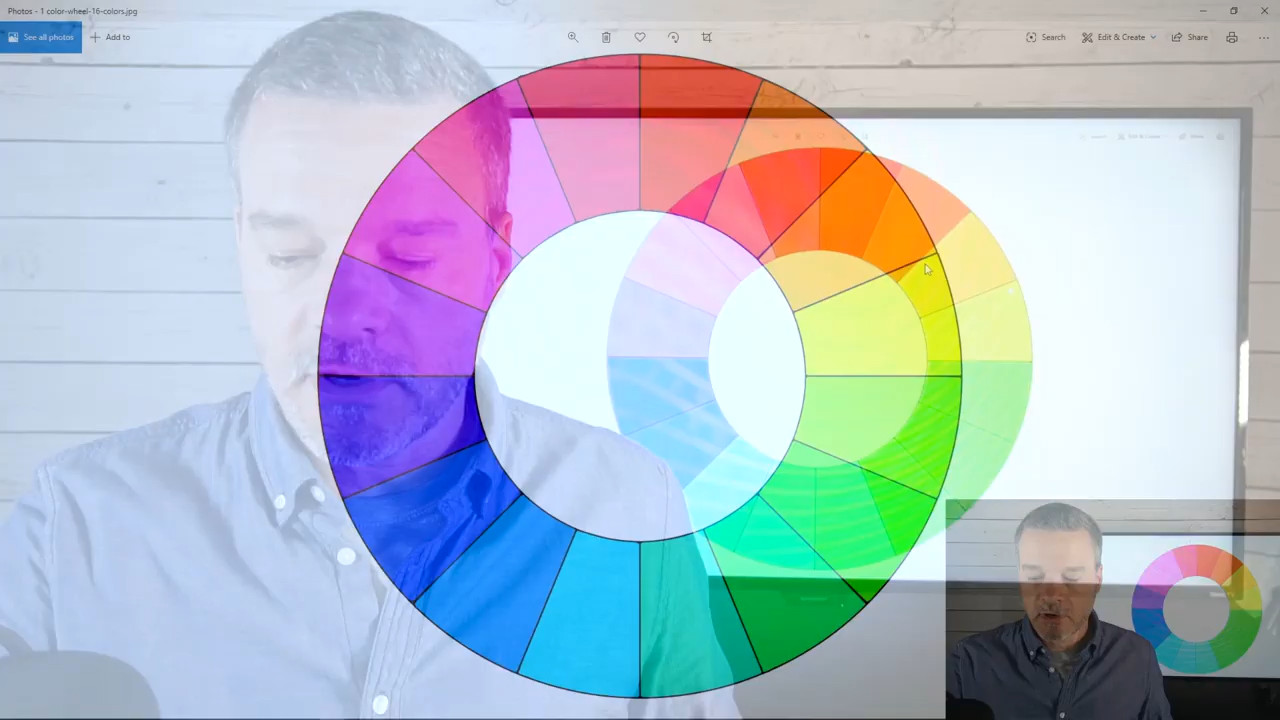 Photos - 1 color-wheel-16-colors.jpg
See all photos
Add to
Search
Edit & Create
Share